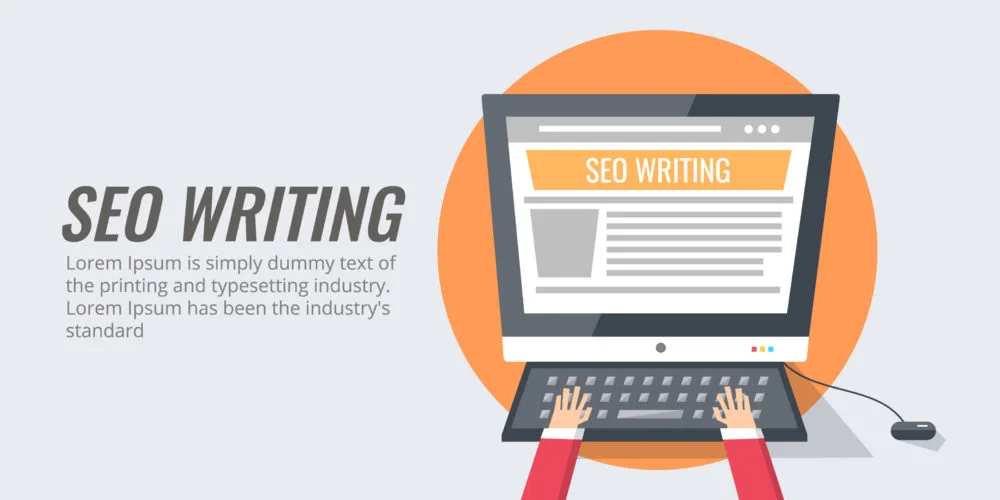 SEO WRITING
Lorem Ipsum is simply dummy text of
the printing and typesetting industry.
Lorem Ipsum has been the industry's
standard
SEO WRITING